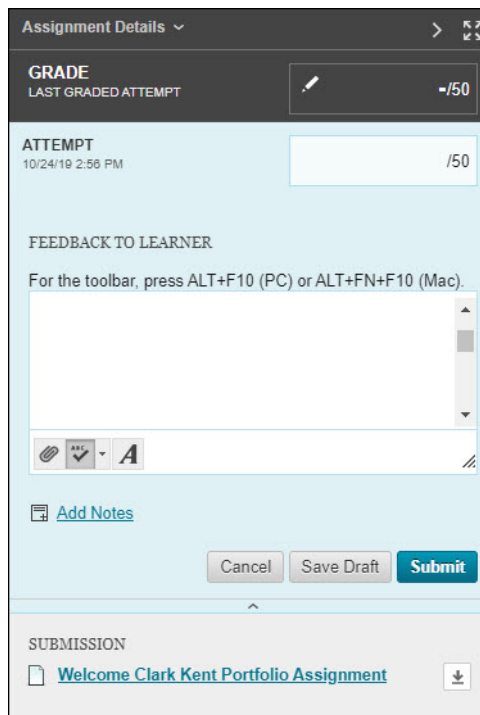 Assignment Details
GRADE
LAST GRADED ATTEMPT
-/50
ATTEMPT
10/24/19 2:56 PM
/50
FEEDBACK TO LEARNER
For the toolbar, press ALT+F10 (PC) or ALT+FN+F10 (Mac).
ABC
A
Add Notes
Cancel Save Draft Submit
SUBMISSION
Welcome Clark Kent Portfolio Assignment